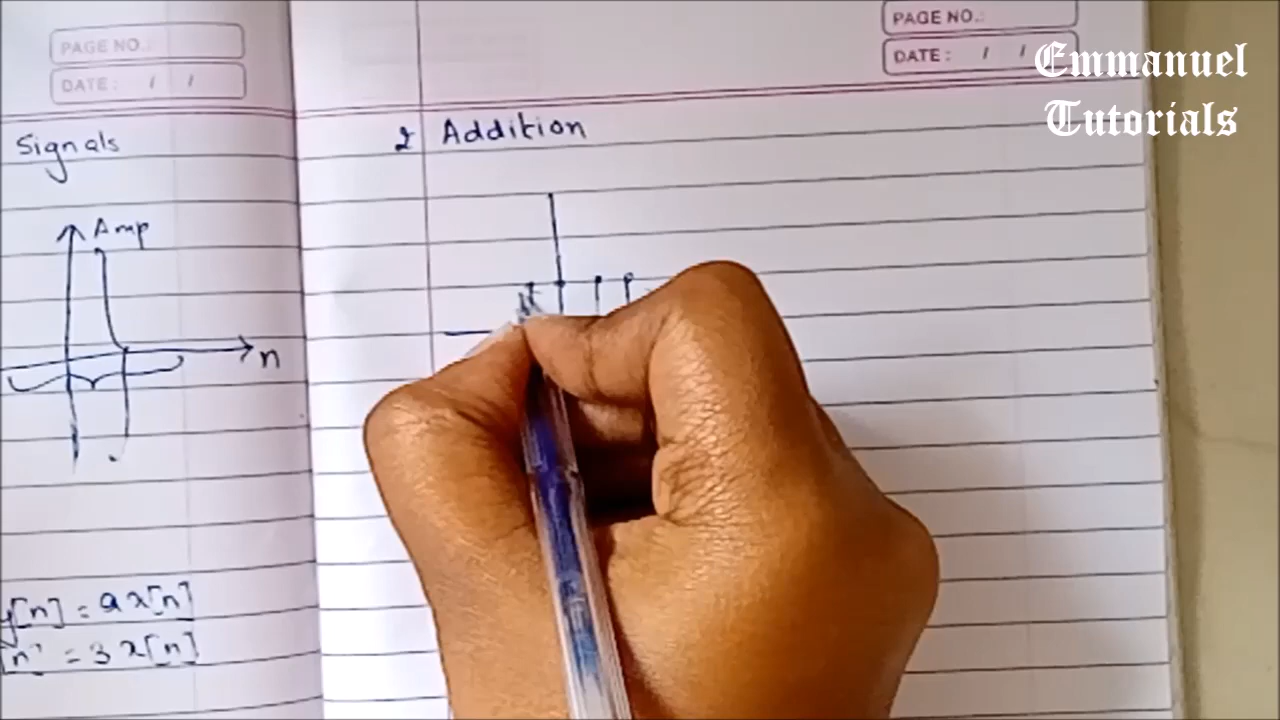 PAGE NO.:
DATE: / /
Signals
Amp
n
y[n] = a x[n]
[n] = 3 x[n]
PAGE NO.:
DATE: / /
2 Addition
Emmanuel
Tutorials